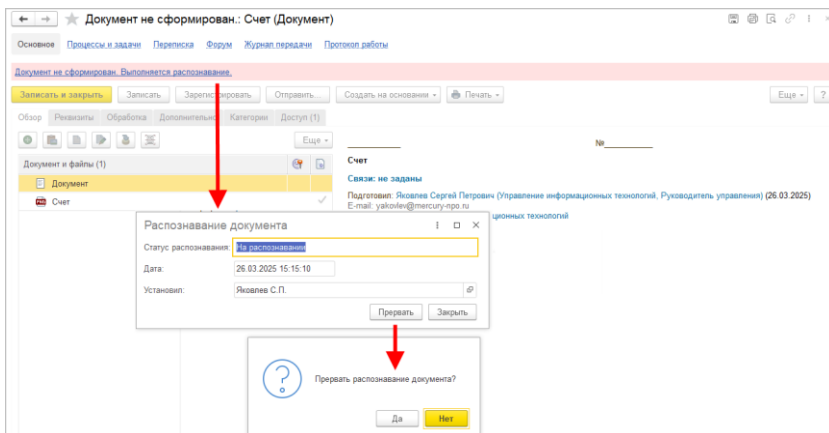 Документ не сформирован.: Счет (Документ)
Основное Процессы и задачи Переписка Форум Журнал передачи Протокол работы
Документ не сформирован. Выполняется распознавание.
Записать и закрыть Записать Зарегистрировать Отправить... Создать на основании Печать Еще ?
Обзор Реквизиты Обработка Дополнительно Категории Доступ (1)
Еще
№
Документ и файлы (1)
Счет
Документ
Связи: не заданы
Счет
Подготовил: Яковлев Сергей Петрович (Управление информационных технологий, Руководитель управления) (26.03.2025)
E-mail: yakovlev@mercury-npo.ru
ционных технологий
Распознавание документа
Статус распознавания: На распознавании
Дата: 26.03.2025 15:15:10
Установил: Яковлев С.П.
Прервать Закрыть
Прервать распознавание документа?
Да Нет